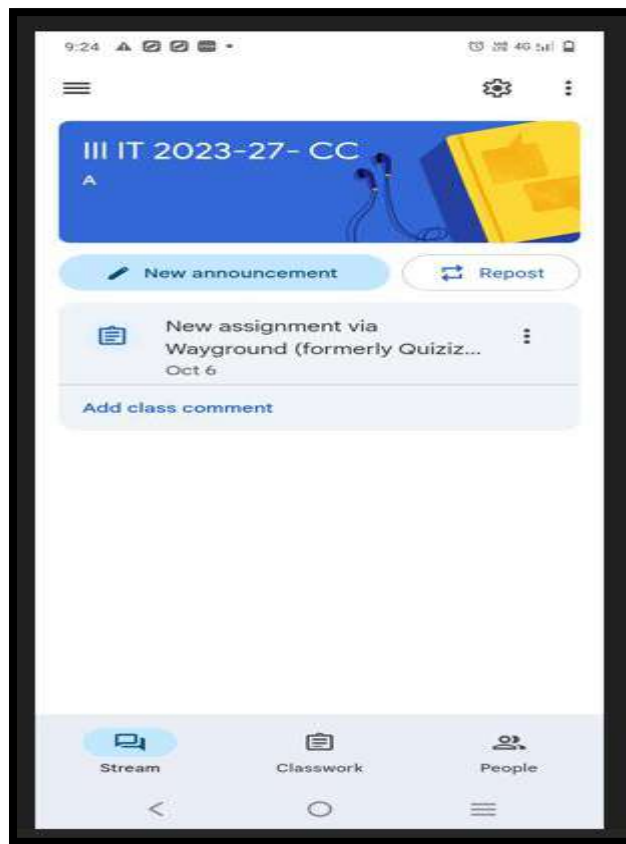 9:24
4G
III IT 2023-27- CC
A
New announcement
Repost
New assignment via
Wayground (formerly Quiziz...
Oct 6
Add class comment
Stream
Classwork
People